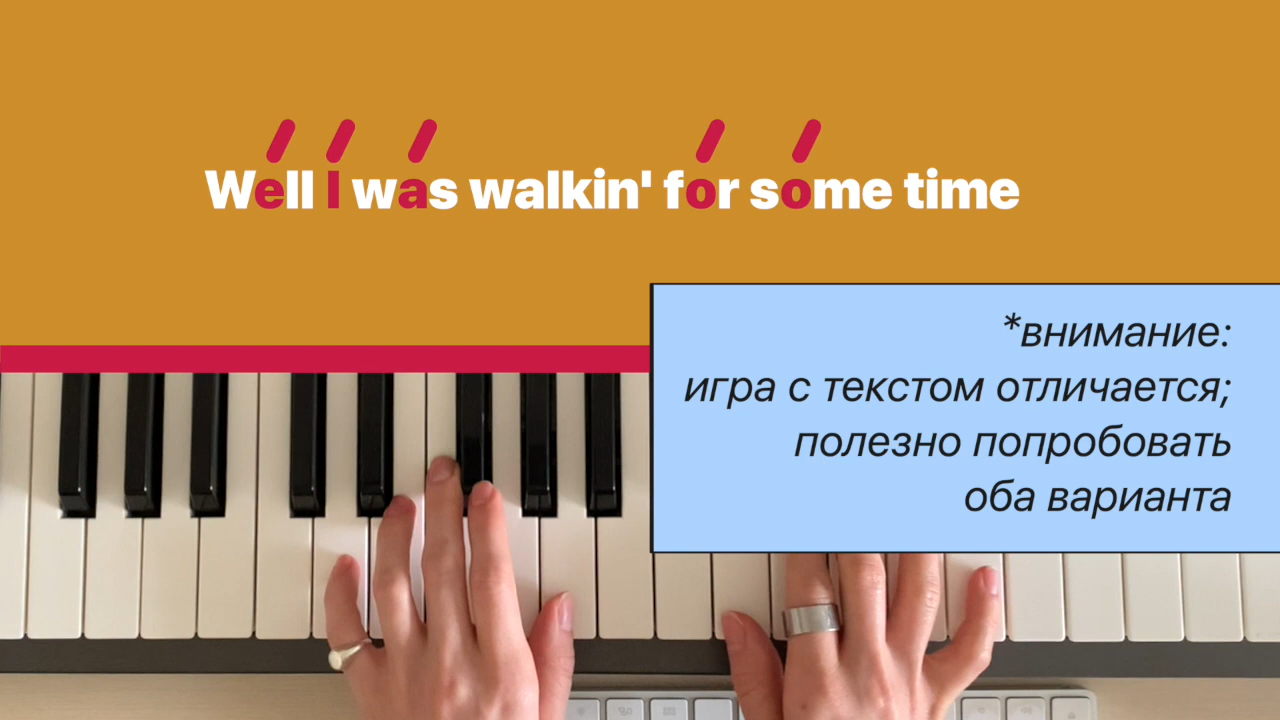 Well I was walkin' for some time
*внимание:
игра с текстом отличается;
полезно попробовать
оба варианта